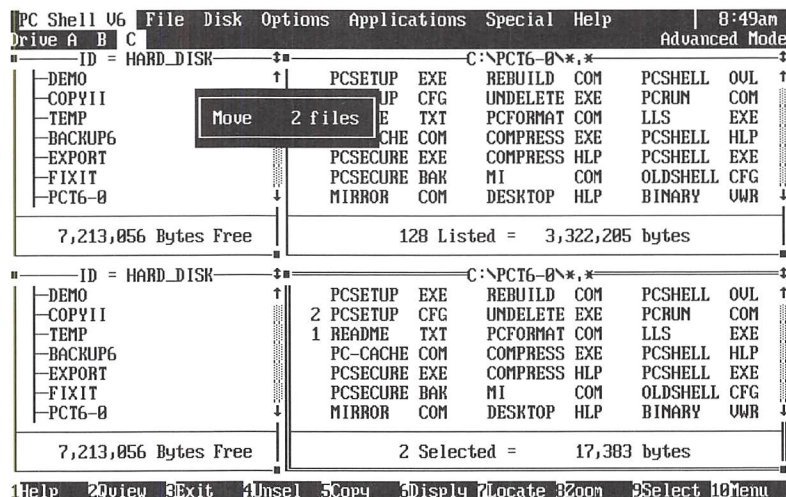 PC Shell V6 File Disk Options Applications Special Help 8:49am
Drive A B C Advanced Mode
ID = HARD_DISK C:\PCT6-0\*.*
DEMO PCSETUP EXE REBUILD COM PCSHELL OVL
COPYII UP CFG UNDELETE EXE PCRUN COM
TEMP Move 2 files E TXT PCFORMAT COM LLS EXE
BACKUP6 CHE COM COMPRESS EXE PCSHELL HLP
EXPORT PCSECURE EXE COMPRESS HLP PCSHELL EXE
FIXIT PCSECURE BAK MI COM OLDSHELL CFG
PCT6-0 MIRROR COM DESKTOP HLP BINARY VWR
7,213,056 Bytes Free 128 Listed = 3,322,205 bytes
ID = HARD_DISK C:\PCT6-0\*.*
DEMO PCSETUP EXE REBUILD COM PCSHELL OVL
COPYII 2 PCSETUP CFG UNDELETE EXE PCRUN COM
TEMP 1 README TXT PCFORMAT COM LLS EXE
BACKUP6 PC-CACHE COM COMPRESS EXE PCSHELL HLP
EXPORT PCSECURE EXE COMPRESS HLP PCSHELL EXE
FIXIT PCSECURE BAK MI COM OLDSHELL CFG
PCT6-0 MIRROR COM DESKTOP HLP BINARY VWR
7,213,056 Bytes Free 2 Selected = 17,383 bytes
1Help 2Qview 3Exit 4Unsel 5Copy 6Disply 7Locate 8Zoom 9Select 10Menu